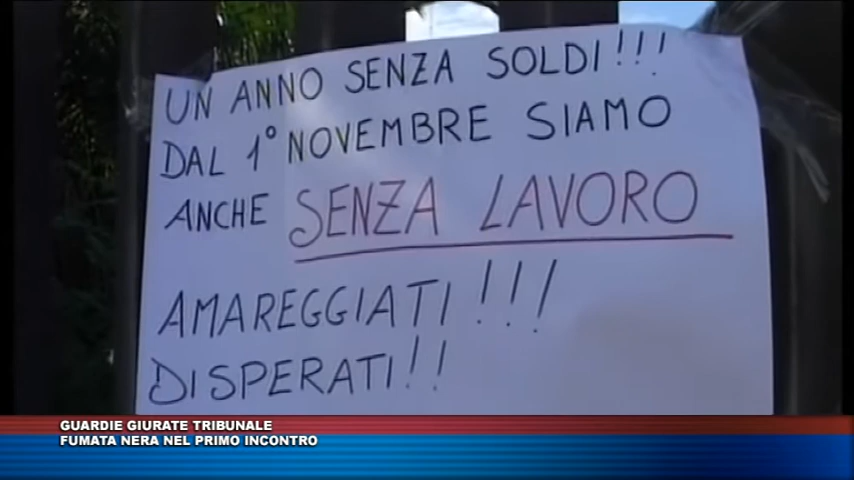 UN ANNO SENZA SOLDI!!!
DAL 1° NOVEMBRE SIAMO
ANCHE SENZA LAVORO
AMAREGGIATI!!!
DISPERATI!!
GUARDIE GIURATE TRIBUNALE
FUMATA NERA NEL PRIMO INCONTRO